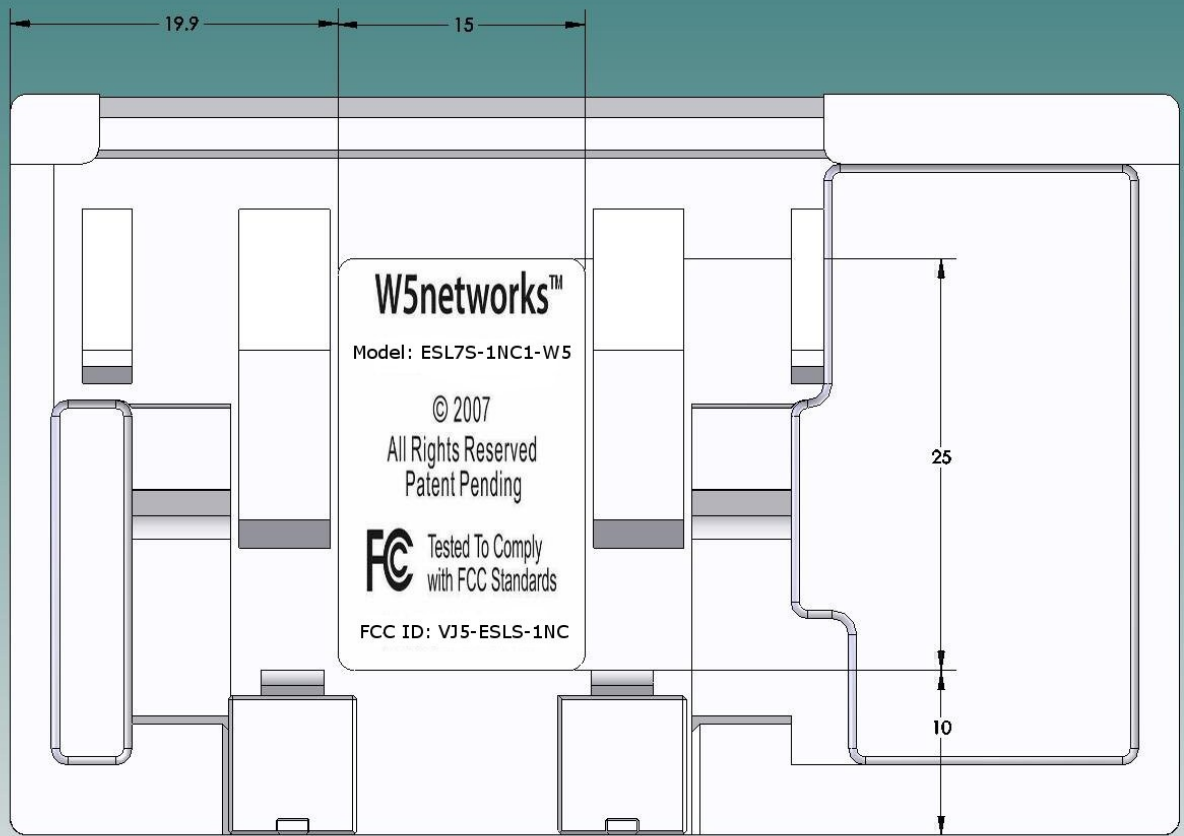 19.9
15
W5networks™
Model: ESL7S-1NC1-W5
© 2007
All Rights Reserved
Patent Pending
25
FC Tested To Comply
with FCC Standards
FCC ID: VJ5-ESLS-1NC
10